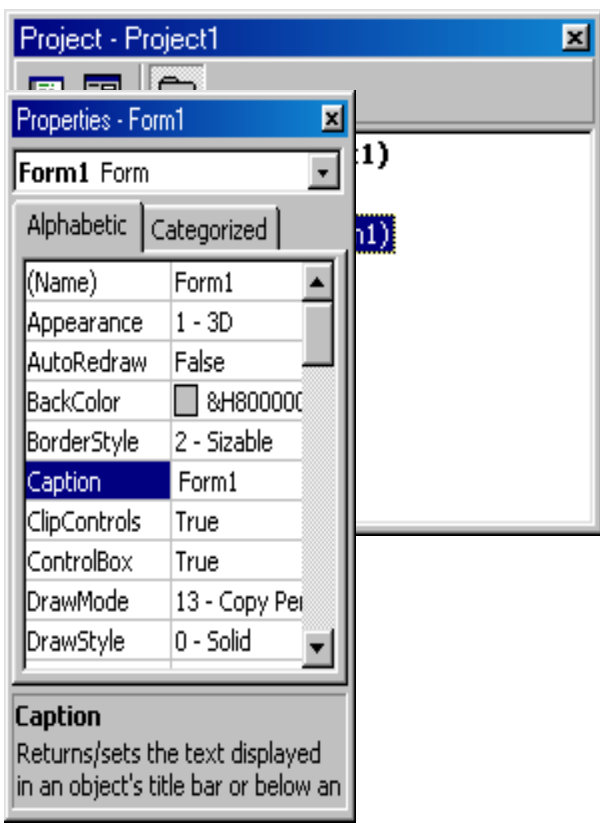 Project - Project1
Properties - Form1
Form1 Form
Alphabetic Categorized
(Name) Form1
Appearance 1 - 3D
AutoRedraw False
BackColor &H800000
BorderStyle 2 - Sizable
Caption Form1
ClipControls True
ControlBox True
DrawMode 13 - Copy Pe
DrawStyle 0 - Solid
Caption
Returns/sets the text displayed
in an object's title bar or below an
t1)
m1)